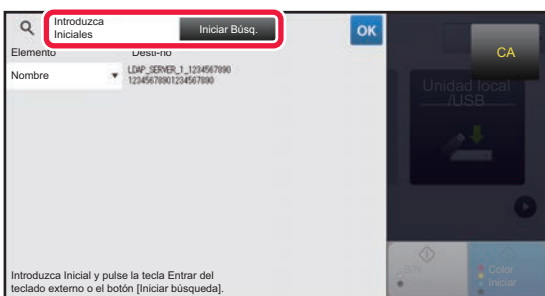 Introduzca
Iniciales
Iniciar Búsq.
OK
CA
Elemento
Desti-no
Nombre
LDAP_SERVER_1_1234567890
12345678901234567890
Unidad local
/USB
B/N
Color
Iniciar
Introduzca Inicial y pulse la tecla Entrar del
teclado externo o el botón [Iniciar búsqueda].